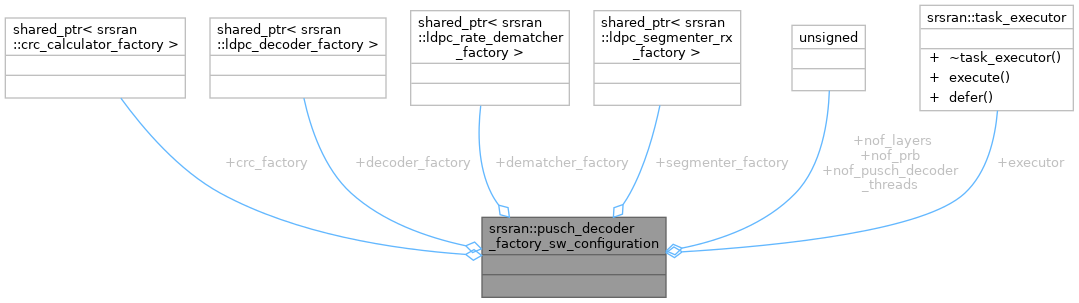 shared_ptr< srsran
::crc_calculator_factory >
shared_ptr< srsran
::ldpc_decoder_factory >
shared_ptr< srsran
::ldpc_rate_dematcher
_factory >
shared_ptr< srsran
::ldpc_segmenter_rx
_factory >
unsigned
srsran::task_executor
+ ~task_executor()
+ execute()
+ defer()
+crc_factory
+decoder_factory
+dematcher_factory
+segmenter_factory
+nof_layers
+nof_prb
+nof_pusch_decoder
_threads
+executor
srsran::pusch_decoder
_factory_sw_configuration